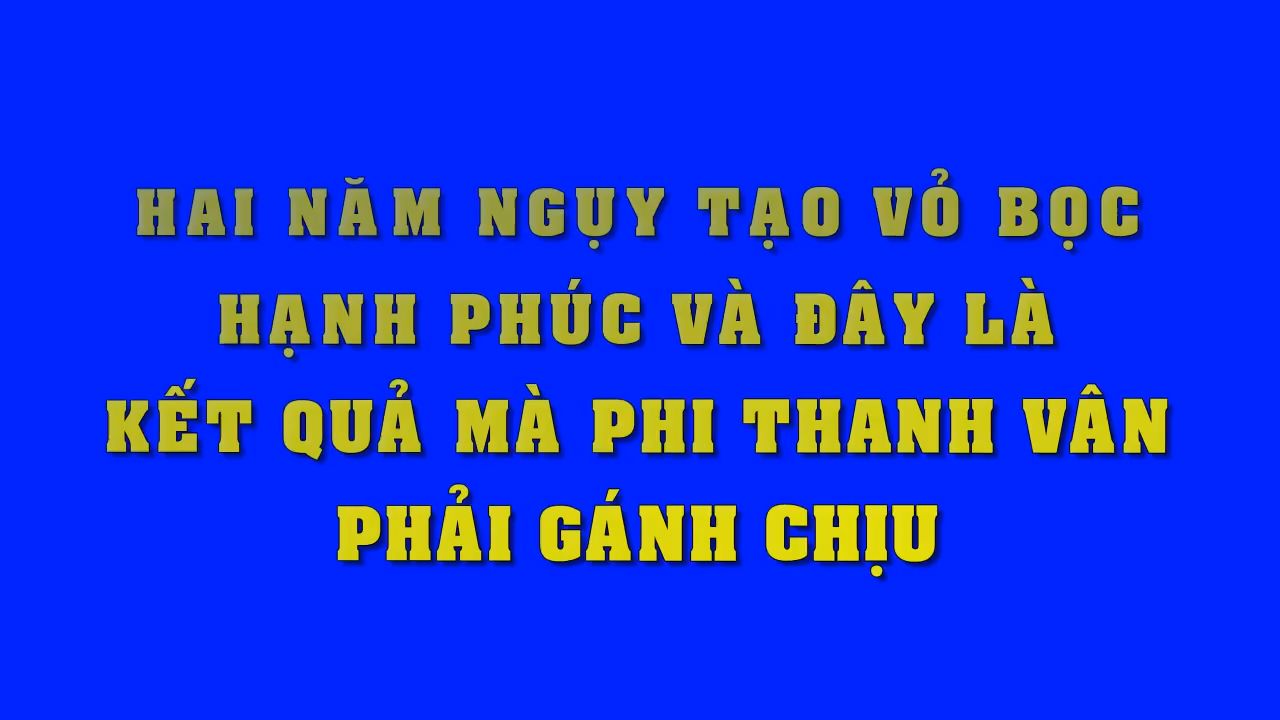 HAI NĂM NGỤY TẠO VỎ BỌC
HẠNH PHÚC VÀ ĐÂY LÀ
KẾT QUẢ MÀ PHI THANH VÂN
PHẢI GÁNH CHỊU